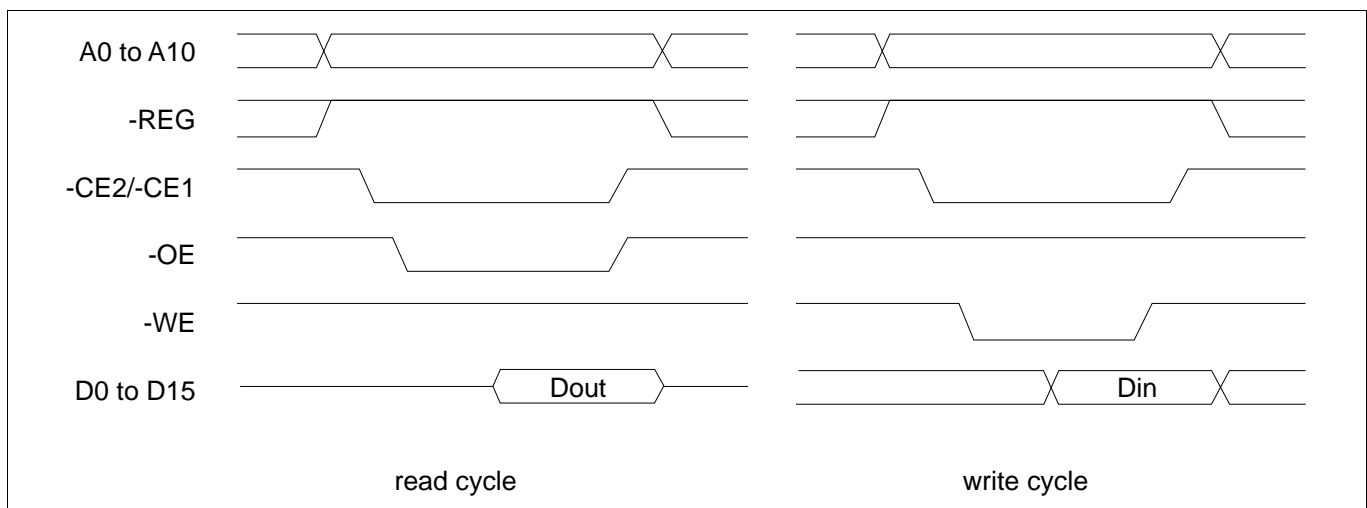 A0 to A10
-REG
-CE2/-CE1
-OE
-WE
D0 to D15
Dout
Din
read cycle
write cycle